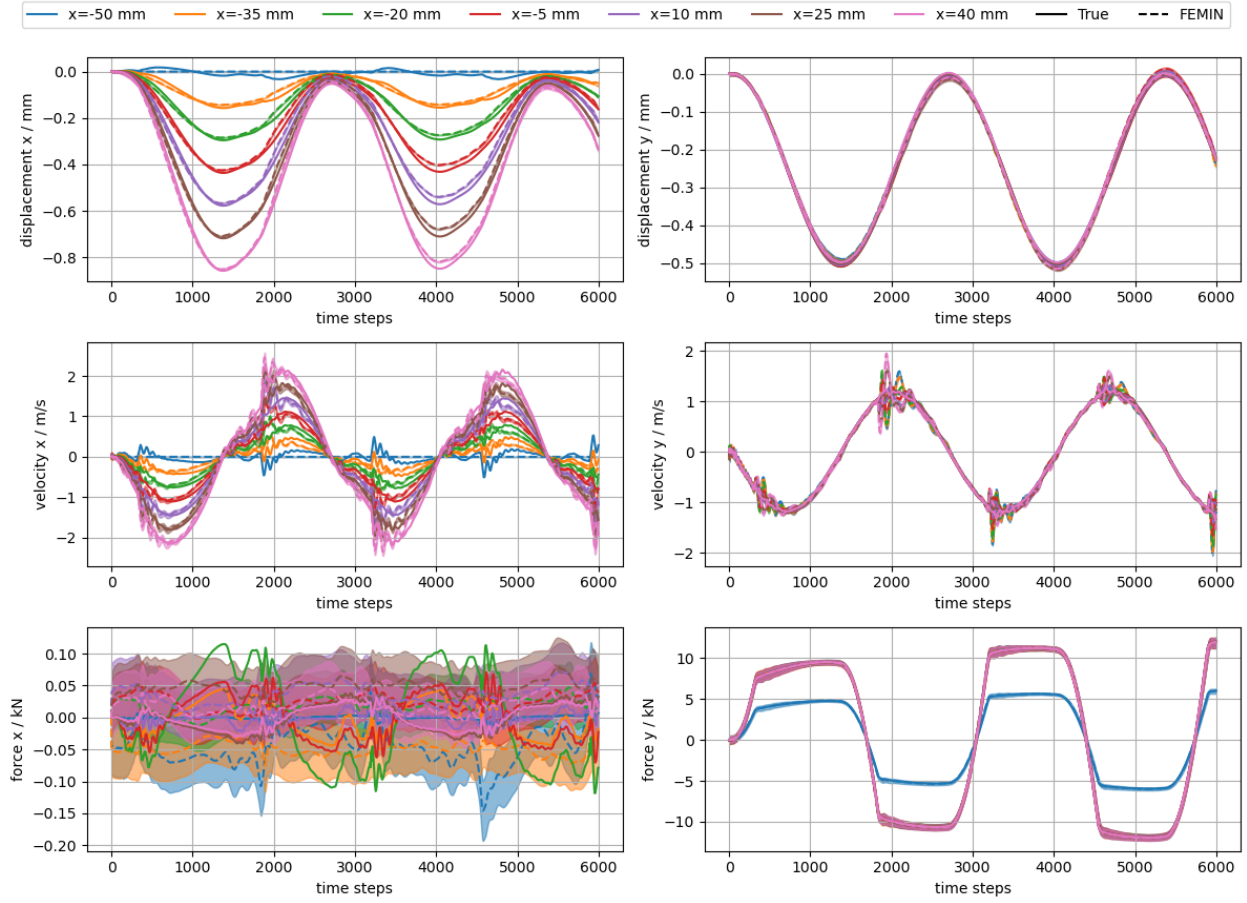 x=-50 mm x=-35 mm x=-20 mm x=-5 mm x=10 mm x=25 mm x=40 mm True FEMIN
displacement x / mm
0.0
−0.2
−0.4
−0.6
−0.8
0 1000 2000 3000 4000 5000 6000
time steps
displacement y / mm
0.0
−0.1
−0.2
−0.3
−0.4
−0.5
0 1000 2000 3000 4000 5000 6000
time steps
velocity x / m/s
2
1
0
−1
−2
0 1000 2000 3000 4000 5000 6000
time steps
velocity y / m/s
2
1
0
−1
−2
0 1000 2000 3000 4000 5000 6000
time steps
force x / kN
0.10
0.05
0.00
−0.05
−0.10
−0.15
−0.20
0 1000 2000 3000 4000 5000 6000
time steps
force y / kN
10
5
0
−5
−10
0 1000 2000 3000 4000 5000 6000
time steps